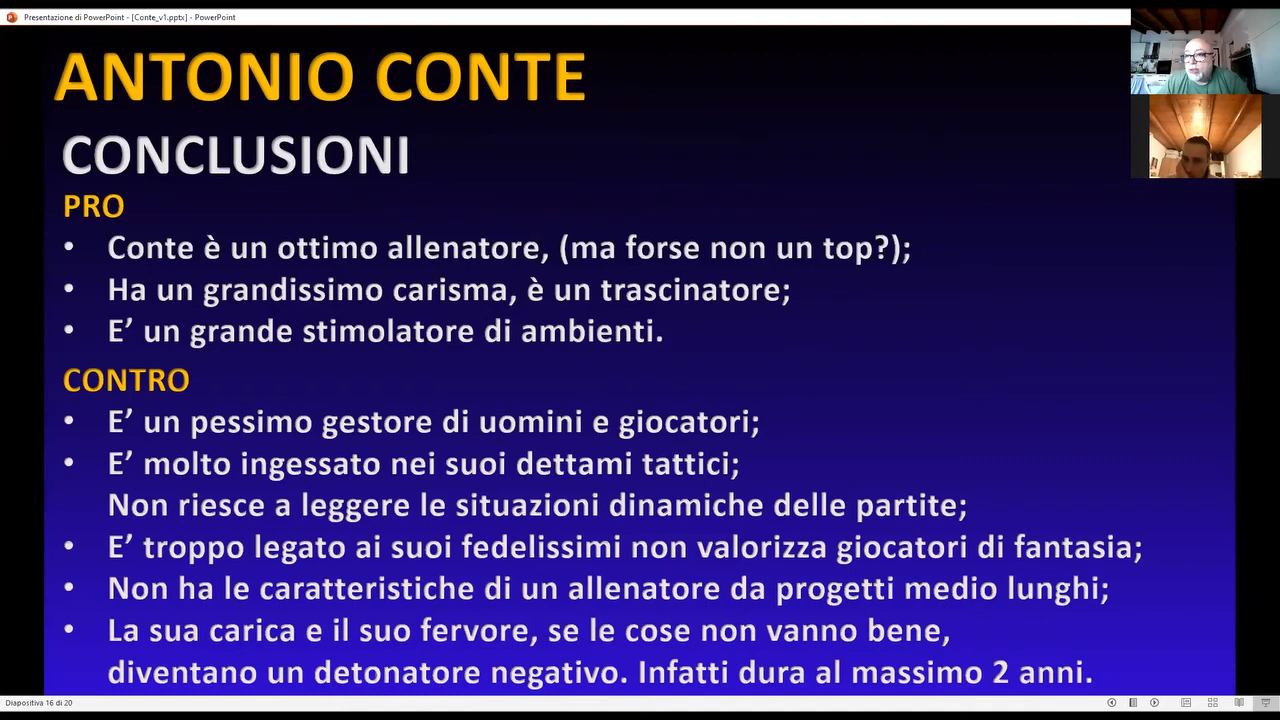 Presentazione di PowerPoint - [Conte_v1.pptx] - PowerPoint
ANTONIO CONTE
CONCLUSIONI
PRO
• Conte è un ottimo allenatore, (ma forse non un top?);
• Ha un grandissimo carisma, è un trascinatore;
• E’ un grande stimolatore di ambienti.
CONTRO
• E’ un pessimo gestore di uomini e giocatori;
• E’ molto ingessato nei suoi dettami tattici;
Non riesce a leggere le situazioni dinamiche delle partite;
• E’ troppo legato ai suoi fedelissimi non valorizza giocatori di fantasia;
• Non ha le caratteristiche di un allenatore da progetti medio lunghi;
• La sua carica e il suo fervore, se le cose non vanno bene,
diventano un detonatore negativo. Infatti dura al massimo 2 anni.
Diapositiva 16 di 20